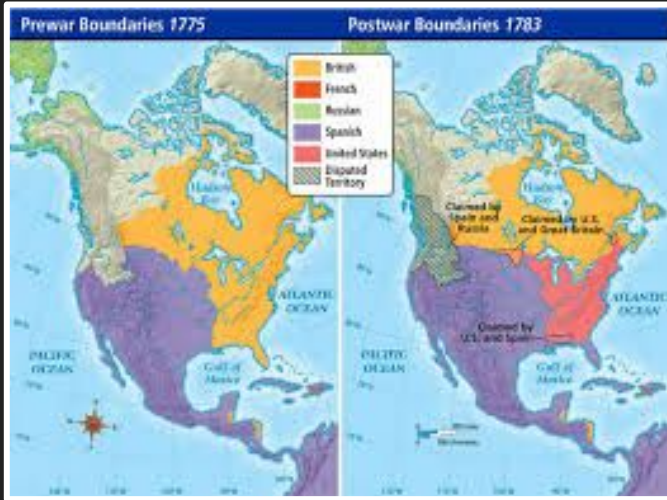 Prewar Boundaries 1775
Postwar Boundaries 1783
British
French
Russian
Spanish
United States
Disputed
Territory
Hudson
Bay
ATLANTIC
OCEAN
PACIFIC
OCEAN
Gulf of
Mexico
Hudson
Bay
Claimed by
Spain and
Russia
Claimed by U.S.
and Great Britain
ATLANTIC
OCEAN
Claimed by
U.S. and Spain
PACIFIC
OCEAN
Gulf of
Mexico